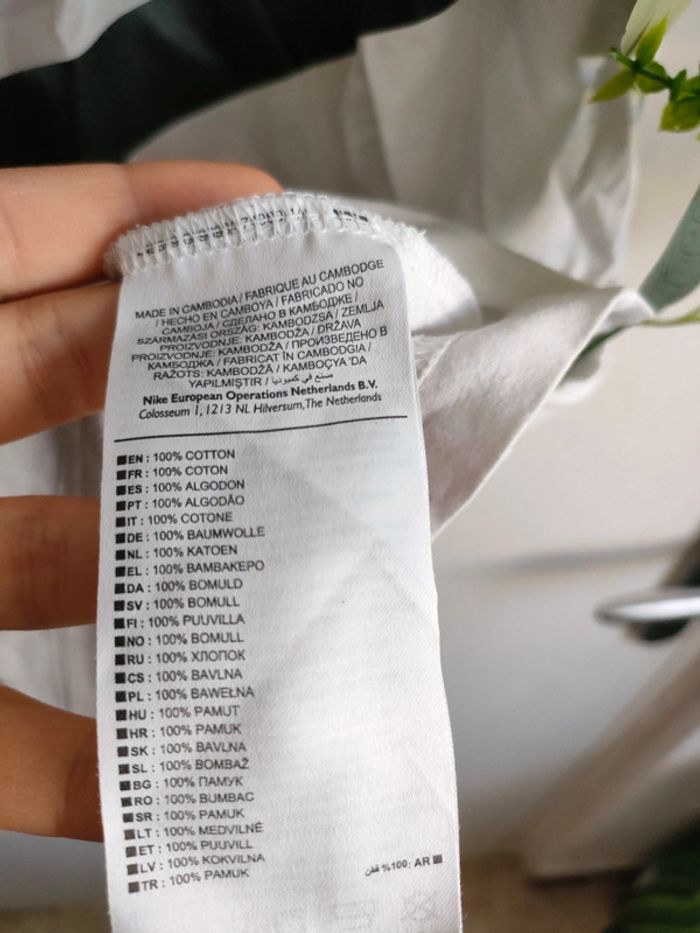 MADE IN CAMBODIA / FABRIQUE AU CAMBODGE
/ HECHO EN CAMBOYA / FABRICADO NO
CAMBOJA / СДЕЛАНО В КАМБОДЖЕ /
SZÁRMAZÁSI ORSZÁG: KAMBODZSA / ZEMLJA
PROIZVODNJE: KAMBODŽA / DRŽAVA
PROIZVODNJE: KAMBODŽA / ПРОИЗВЕДЕНО В
КАМБОДЖА / FABRICAT ÎN CAMBODGIA /
RAŽOTS: KAMBODŽĀ / KAMBOÇYA 'DA
YAPILMIŞTIR / صنع في كمبوديا
Nike European Operations Netherlands B.V.
Colosseum 1, 1213 NL Hilversum, The Netherlands
EN : 100% COTTON
FR : 100% COTON
ES : 100% ALGODON
PT : 100% ALGODÃO
IT : 100% COTONE
DE : 100% BAUMWOLLE
NL : 100% KATOEN
EL : 100% ΒΑΜΒΑΚΕΡΟ
DA : 100% BOMULD
SV : 100% BOMULL
FI : 100% PUUVILLA
NO : 100% BOMULL
RU : 100% ХЛОПОК
CS : 100% BAVLNA
PL : 100% BAWEŁNA
HU : 100% PAMUT
HR : 100% PAMUK
SK : 100% BAVLNA
SL : 100% BOMBAŽ
BG : 100% ПАМУК
RO : 100% BUMBAC
SR : 100% PAMUK
LT : 100% MEDVILNĖ
ET : 100% PUUVILL
LV : 100% KOKVILNA
TR : 100% PAMUK
AR :100% قطن